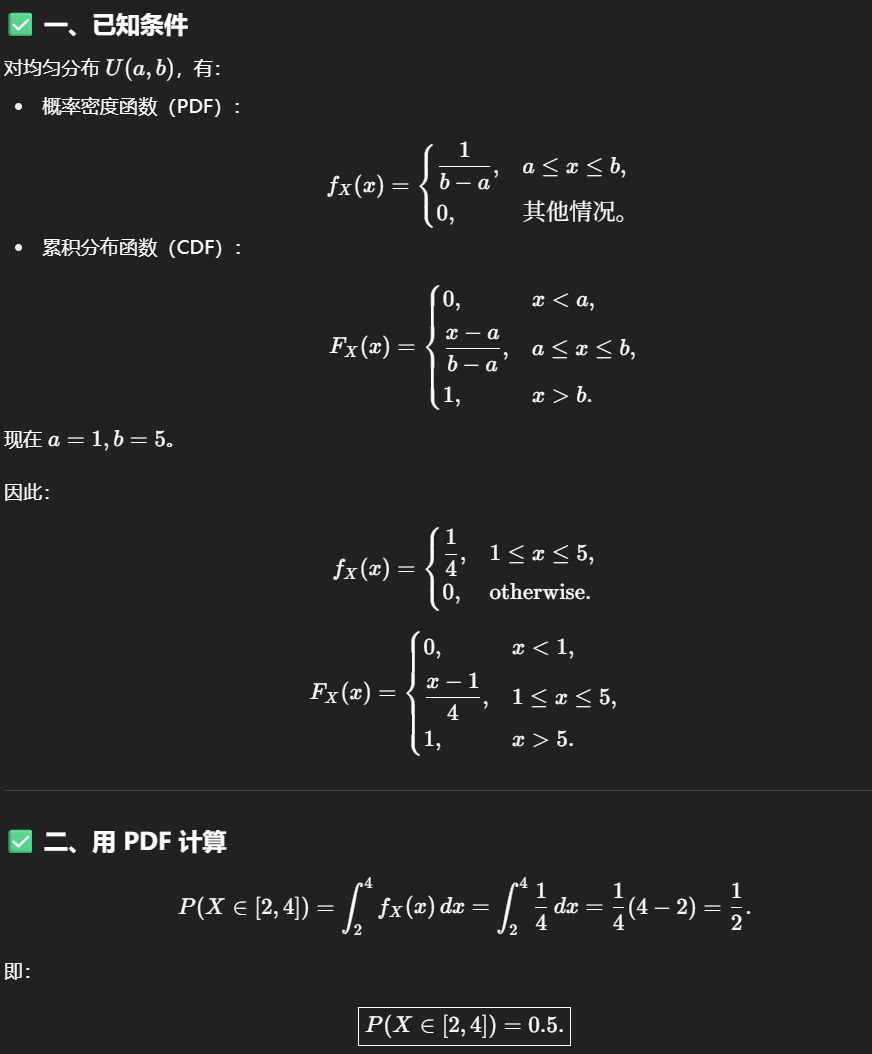 ✅ 一、已知条件
对均匀分布 $U(a,b)$，有：
• 概率密度函数（PDF）：
$$f_X(x) = \begin{cases} \dfrac{1}{b-a}, & a \le x \le b, \\ 0, & \text{其他情况。} \end{cases}$$
• 累积分布函数（CDF）：
$$F_X(x) = \begin{cases} 0, & x < a, \\ \dfrac{x-a}{b-a}, & a \le x \le b, \\ 1, & x > b. \end{cases}$$
现在 $a = 1, b = 5$。
因此：
$$f_X(x) = \begin{cases} \dfrac{1}{4}, & 1 \le x \le 5, \\ 0, & \text{otherwise.} \end{cases}$$
$$F_X(x) = \begin{cases} 0, & x < 1, \\ \dfrac{x-1}{4}, & 1 \le x \le 5, \\ 1, & x > 5. \end{cases}$$
✅ 二、用 PDF 计算
$$P(X \in [2,4]) = \int_2^4 f_X(x)\,dx = \int_2^4 \frac{1}{4}\,dx = \frac{1}{4}(4-2) = \frac{1}{2}.$$
即：
$$\boxed{P(X \in [2,4]) = 0.5.}$$